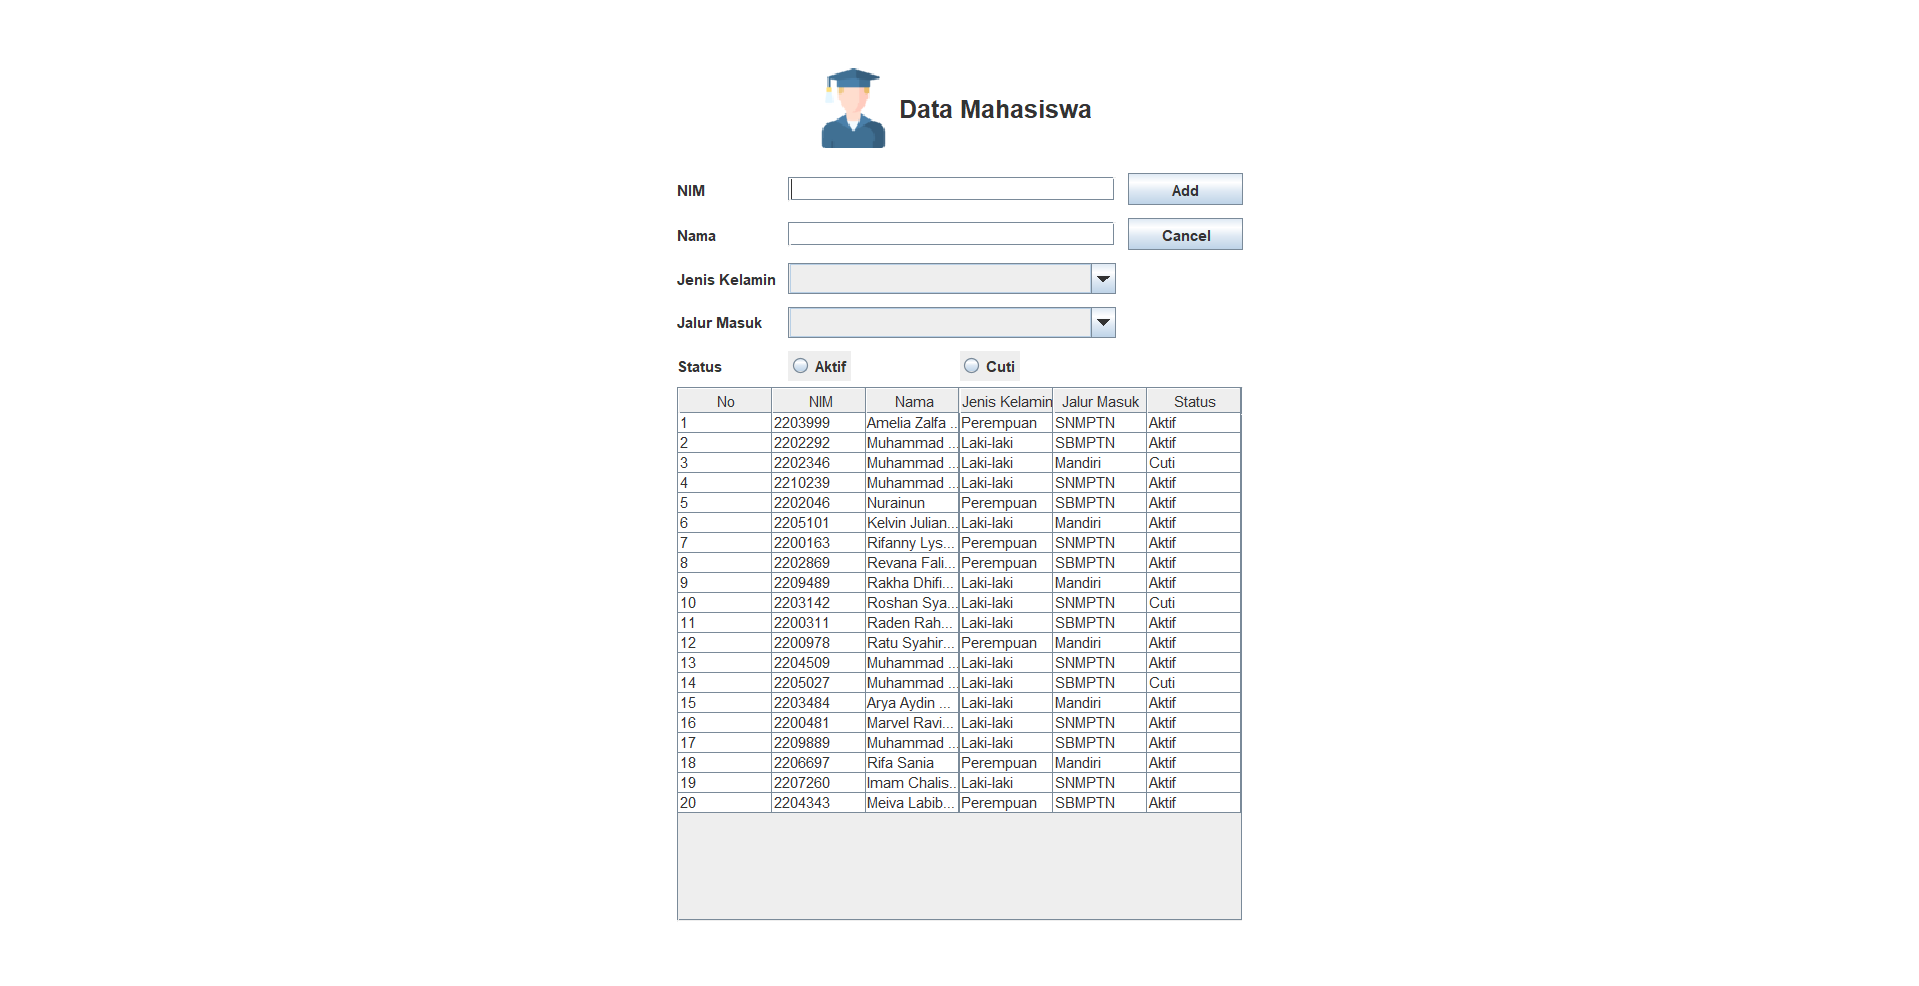 Data Mahasiswa
NIM Add
Nama Cancel
Jenis Kelamin
Jalur Masuk
Status Aktif Cuti
No NIM Nama Jenis Kelamin Jalur Masuk Status
1 2203999 Amelia Zalfa ... Perempuan SNMPTN Aktif
2 2202292 Muhammad ... Laki-laki SBMPTN Aktif
3 2202346 Muhammad ... Laki-laki Mandiri Cuti
4 2210239 Muhammad ... Laki-laki SNMPTN Aktif
5 2202046 Nurainun Perempuan SBMPTN Aktif
6 2205101 Kelvin Julian... Laki-laki Mandiri Aktif
7 2200163 Rifanny Lys... Perempuan SNMPTN Aktif
8 2202869 Revana Fali... Perempuan SBMPTN Aktif
9 2209489 Rakha Dhifi... Laki-laki Mandiri Aktif
10 2203142 Roshan Sya... Laki-laki SNMPTN Cuti
11 2200311 Raden Rah... Laki-laki SBMPTN Aktif
12 2200978 Ratu Syahir... Perempuan Mandiri Aktif
13 2204509 Muhammad ... Laki-laki SNMPTN Aktif
14 2205027 Muhammad ... Laki-laki SBMPTN Cuti
15 2203484 Arya Aydin ... Laki-laki Mandiri Aktif
16 2200481 Marvel Ravi... Laki-laki SNMPTN Aktif
17 2209889 Muhammad ... Laki-laki SBMPTN Aktif
18 2206697 Rifa Sania Perempuan Mandiri Aktif
19 2207260 Imam Chalis... Laki-laki SNMPTN Aktif
20 2204343 Meiva Labib... Perempuan SBMPTN Aktif